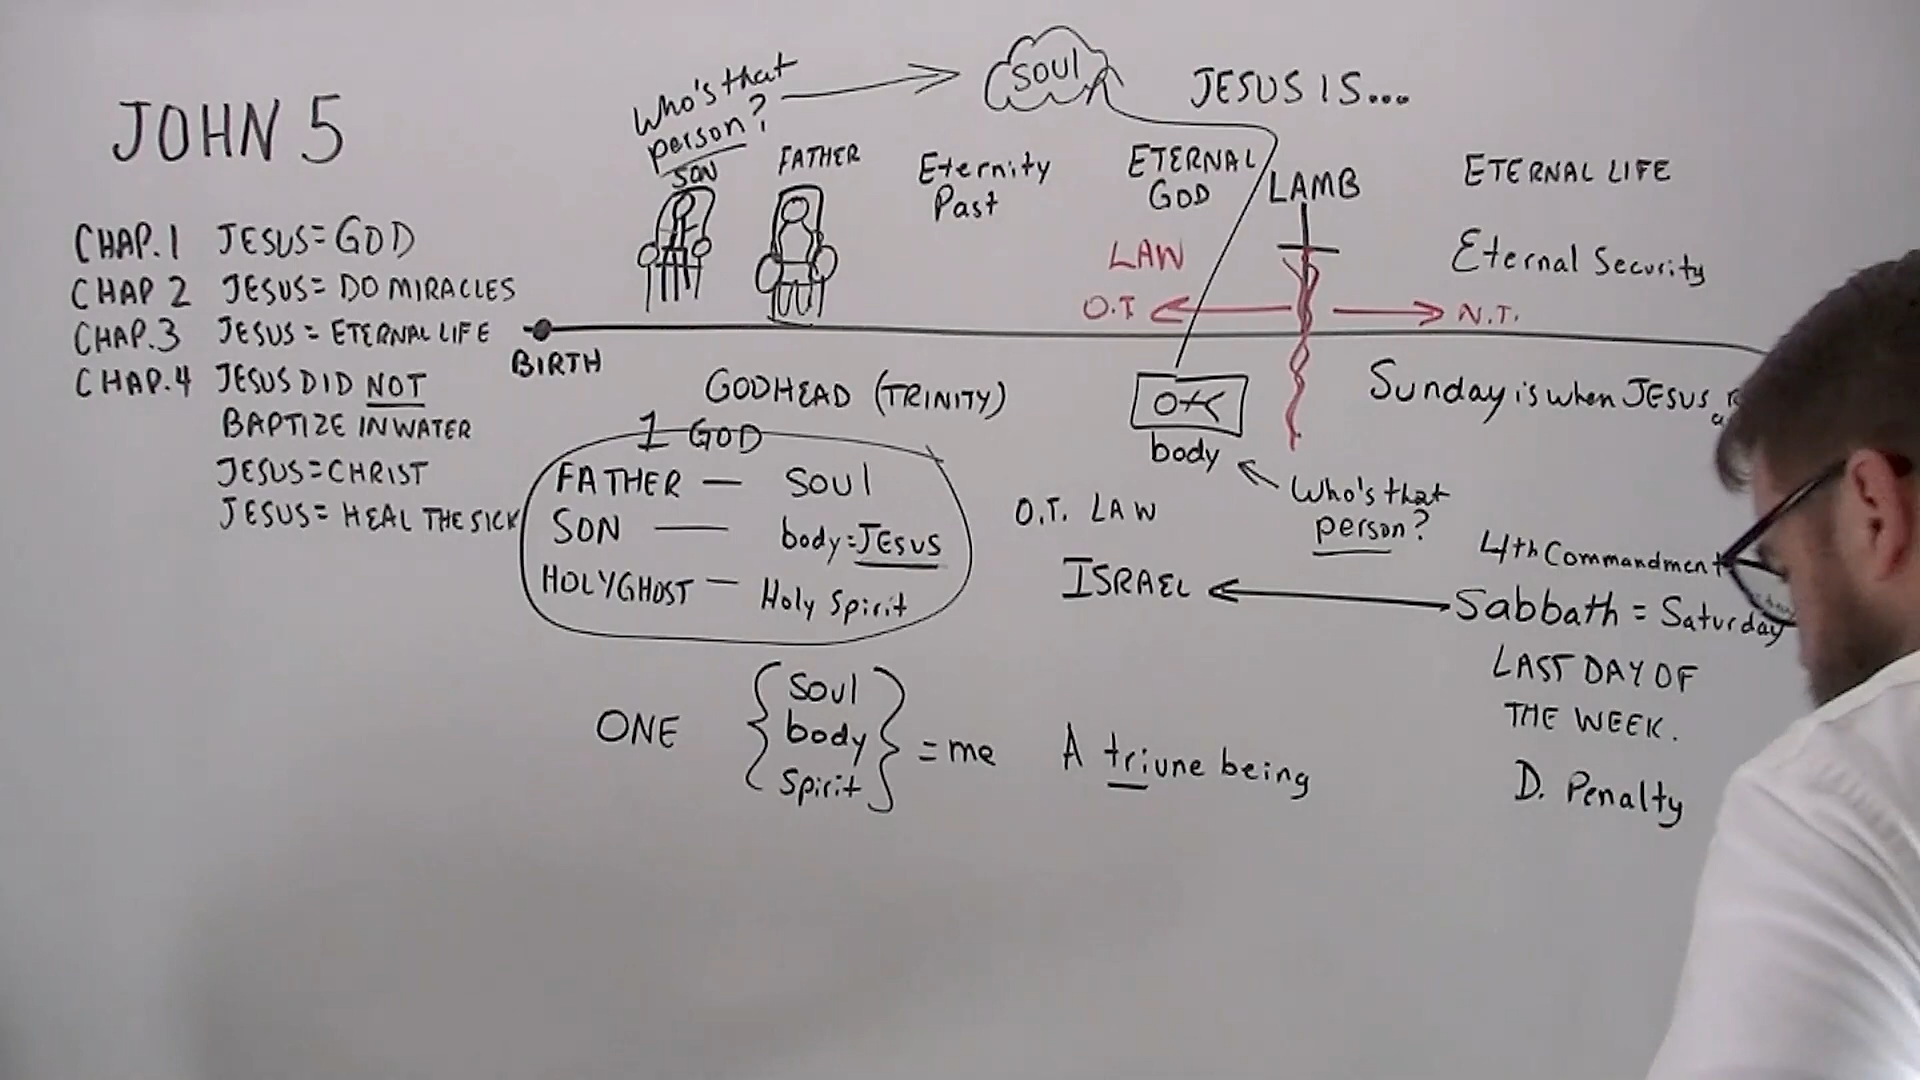 JOHN 5
CHAP.1 JESUS=GOD
CHAP 2 JESUS= DO MIRACLES
CHAP.3 JESUS = ETERNAL LIFE
CHAP.4 JESUS DID NOT
BAPTIZE IN WATER
JESUS=CHRIST
JESUS= HEAL THE SICK
Who's that
person?
SON
FATHER
SOUL
JESUS IS...
Eternity
Past
ETERNAL
GOD
LAMB
ETERNAL LIFE
Eternal Security
LAW
O.T
N.T.
BIRTH
GODHEAD (TRINITY)
1 GOD
FATHER — SOUL
SON — body=JESUS
HOLYGHOST — Holy Spirit
body
Who's that
person?
Sunday is when JESUS
O.T. LAW
ISRAEL
4th Commandment
Sabbath = Saturday
LAST DAY OF
THE WEEK.
D. Penalty
ONE
Soul
body
Spirit
= me
A triune being